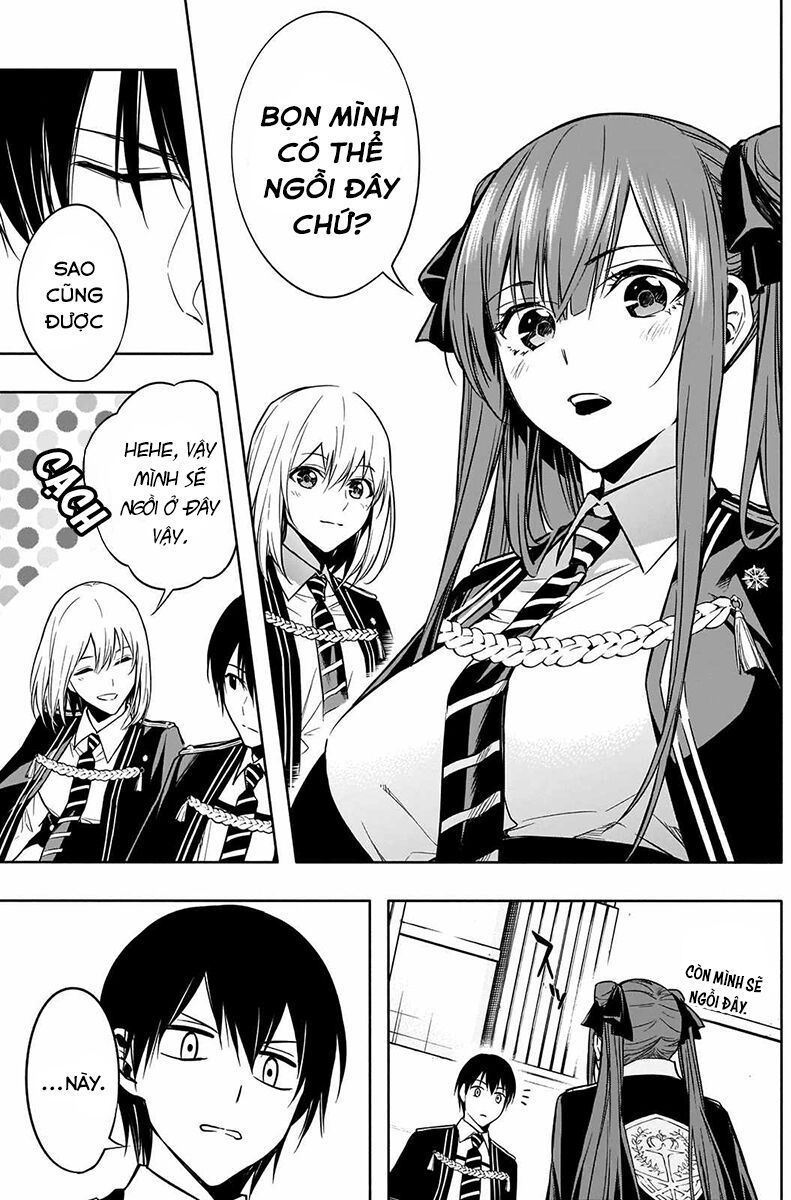 BỌN MÌNH
CÓ THỂ
NGỒI ĐÂY
CHỨ?
SAO
CŨNG
ĐƯỢC
HEHE, VẬY
MÌNH SẼ
NGỒI Ở ĐÂY
VẬY.
CẠCH
CÒN MÌNH SẼ
NGỒI ĐÂY.
...NÀY.